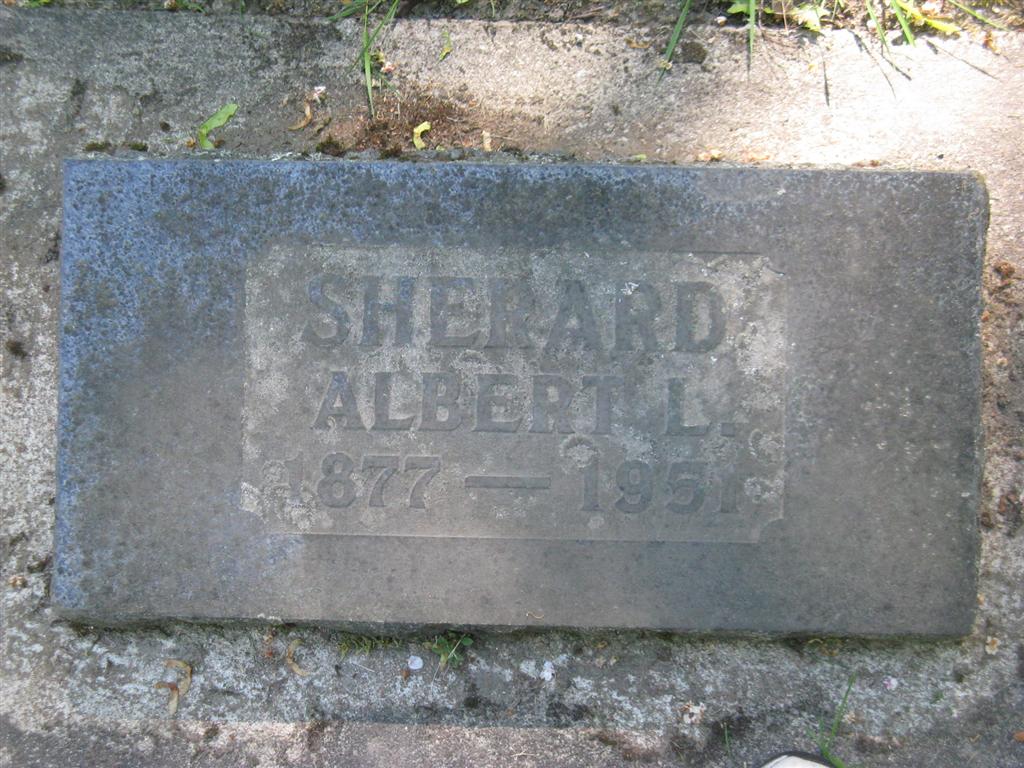 SHERARD
ALBERT L.
1877 — 1951